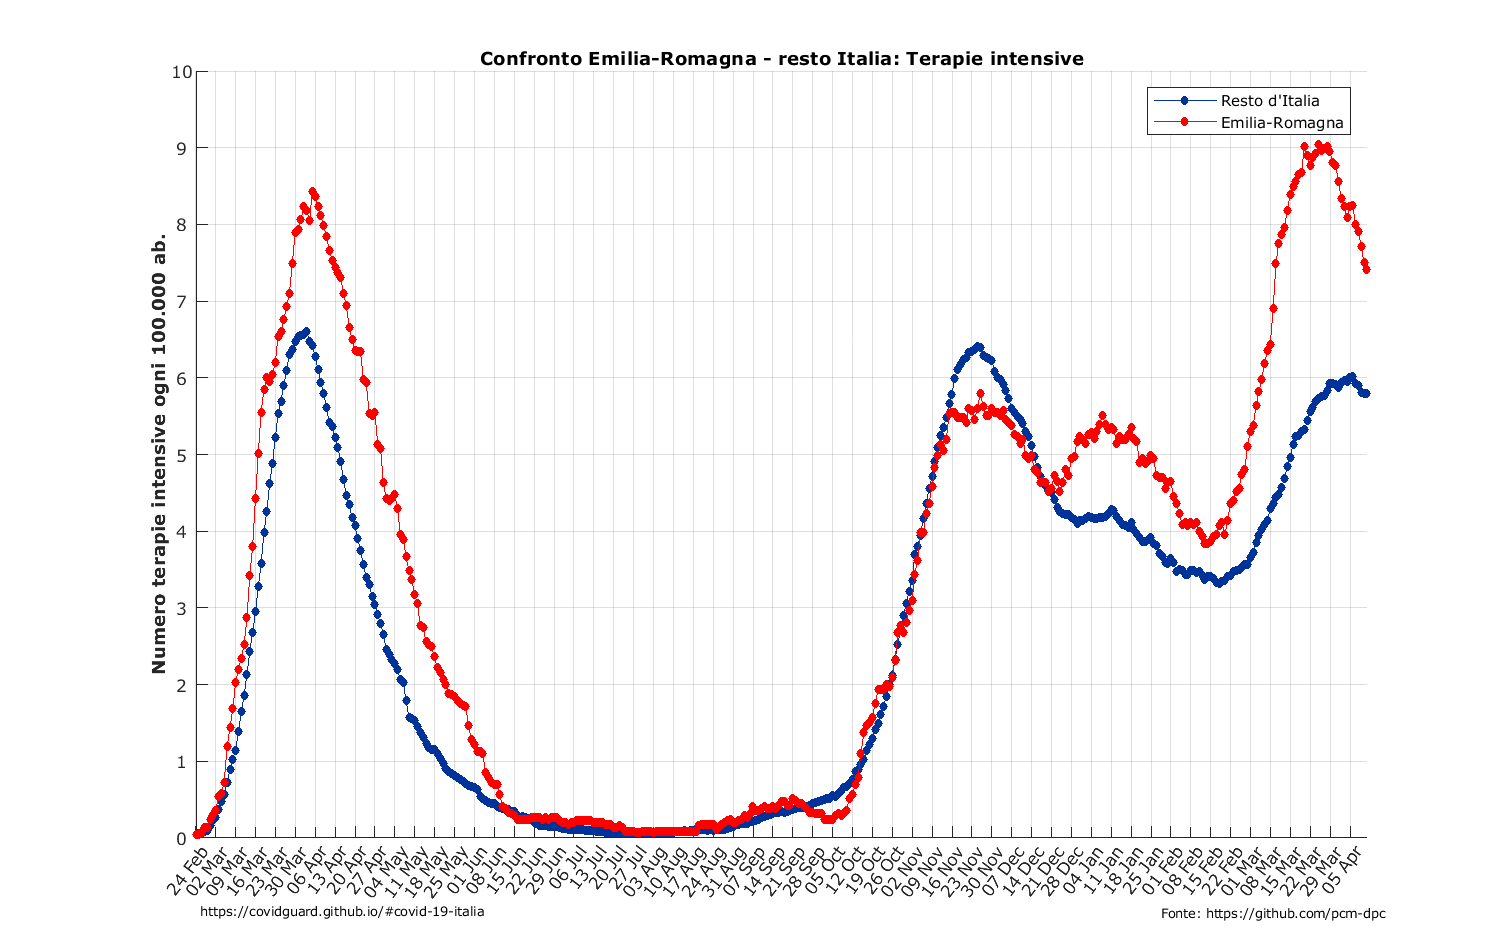 Confronto Emilia-Romagna - resto Italia: Terapie intensive
Resto d'Italia
Emilia-Romagna
Numero terapie intensive ogni 100.000 ab.
10
9
8
7
6
5
4
3
2
1
0
24 Feb
02 Mar
09 Mar
16 Mar
23 Mar
30 Mar
06 Apr
13 Apr
20 Apr
27 Apr
04 May
11 May
18 May
25 May
01 Jun
08 Jun
15 Jun
22 Jun
29 Jun
06 Jul
13 Jul
20 Jul
27 Jul
03 Aug
10 Aug
17 Aug
24 Aug
31 Aug
07 Sep
14 Sep
21 Sep
28 Sep
05 Oct
12 Oct
19 Oct
26 Oct
02 Nov
09 Nov
16 Nov
23 Nov
30 Nov
07 Dec
14 Dec
21 Dec
28 Dec
04 Jan
11 Jan
18 Jan
25 Jan
01 Feb
08 Feb
15 Feb
22 Feb
01 Mar
08 Mar
15 Mar
22 Mar
29 Mar
05 Apr
https://covidguard.github.io/#covid-19-italia
Fonte: https://github.com/pcm-dpc